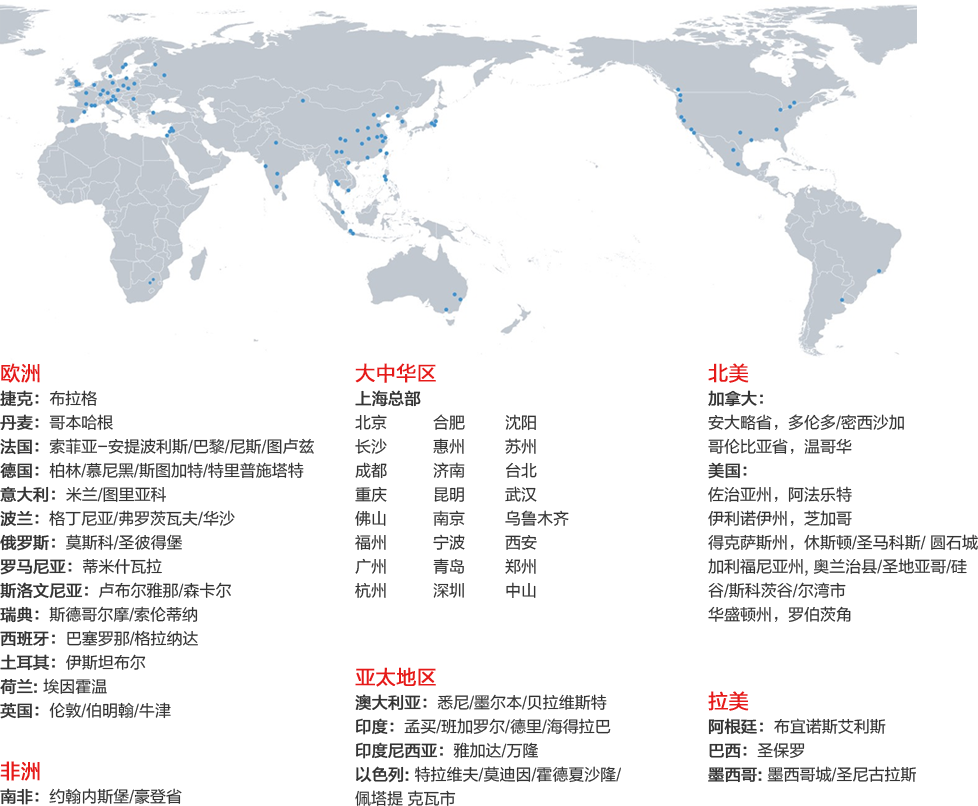 欧洲
捷克：布拉格
丹麦：哥本哈根
法国：索菲亚-安提波利斯/巴黎/尼斯/图卢兹
德国：柏林/慕尼黑/斯图加特/特里普施塔特
意大利：米兰/图里亚科
波兰：格丁尼亚/弗罗茨瓦夫/华沙
俄罗斯：莫斯科/圣彼得堡
罗马尼亚：蒂米什瓦拉
斯洛文尼亚：卢布尔雅那/森卡尔
瑞典：斯德哥尔摩/索伦蒂纳
西班牙：巴塞罗那/格拉纳达
土耳其：伊斯坦布尔
荷兰: 埃因霍温
英国：伦敦/伯明翰/牛津
非洲
南非：约翰内斯堡/豪登省
大中华区
上海总部
北京 合肥 沈阳
长沙 惠州 苏州
成都 济南 台北
重庆 昆明 武汉
佛山 南京 乌鲁木齐
福州 宁波 西安
广州 青岛 郑州
杭州 深圳 中山
亚太地区
澳大利亚：悉尼/墨尔本/贝拉维斯特
印度：孟买/班加罗尔/德里/海得拉巴
印度尼西亚：雅加达/万隆
以色列: 特拉维夫/莫迪因/霍德夏沙隆/
佩塔提 克瓦市
北美
加拿大：
安大略省，多伦多/密西沙加
哥伦比亚省，温哥华
美国：
佐治亚州，阿法乐特
伊利诺伊州，芝加哥
得克萨斯州，休斯顿/圣马科斯/ 圆石城
加利福尼亚州, 奥兰治县/圣地亚哥/硅
谷/斯科茨谷/尔湾市
华盛顿州，罗伯茨角
拉美
阿根廷：布宜诺斯艾利斯
巴西：圣保罗
墨西哥: 墨西哥城/圣尼古拉斯